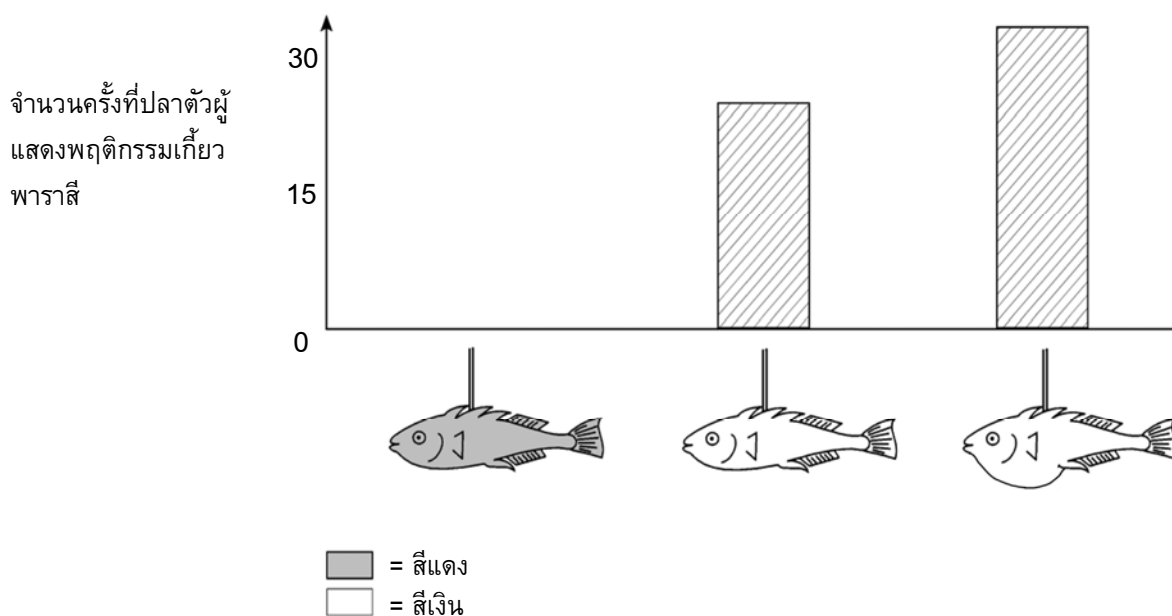 30
จำนวนครั้งที่ปลาตัวผู้
แสดงพฤติกรรมเกี้ยว
พาราสี
15
0
= สีแดง
= สีเงิน